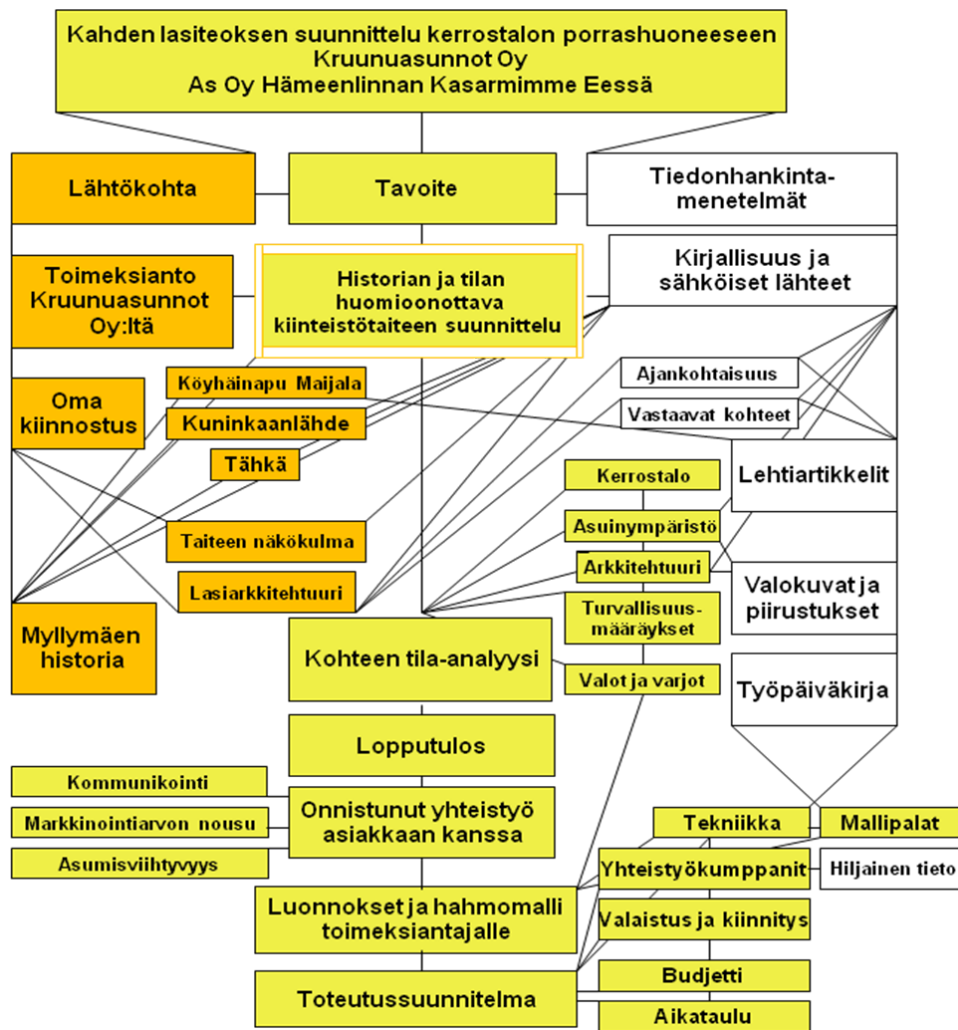 Kahden lasiteoksen suunnittelu kerrostalon porrashuoneeseen
Kruunuasunnot Oy
As Oy Hämeenlinnan Kasarmimme Eessä
Lähtökohta
Tavoite
Tiedonhankinta-
menetelmät
Toimeksianto
Kruunuasunnot
Oy:ltä
Historian ja tilan
huomioonottava
kiinteistötaiteen suunnittelu
Kirjallisuus ja
sähköiset lähteet
Oma
kiinnostus
Köyhäinapu Maijala
Kuninkaanlähde
Tähkä
Ajankohtaisuus
Vastaavat kohteet
Kerrostalo
Lehtiartikkelit
Taiteen näkökulma
Asuinympäristö
Lasiarkkitehtuuri
Arkkitehtuuri
Valokuvat ja
piirustukset
Myllymäen
historia
Kohteen tila-analyysi
Turvallisuus-
määräykset
Valot ja varjot
Työpäiväkirja
Lopputulos
Kommunikointi
Markkinointiarvon nousu
Asumisviihtyvyys
Onnistunut yhteistyö
asiakkaan kanssa
Tekniikka
Mallipalat
Yhteistyökumppanit
Hiljainen tieto
Luonnokset ja hahmomalli
toimeksiantajalle
Valaistus ja kiinnitys
Toteutussuunnitelma
Budjetti
Aikataulu